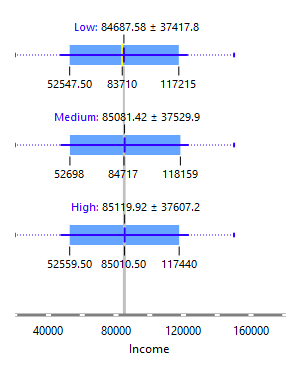 Low: 84687.58 ± 37417.8
52547.50 83710 117215
Medium: 85081.42 ± 37529.9
52698 84717 118159
High: 85119.92 ± 37607.2
52559.50 85010.50 117440
40000 80000 120000 160000
Income